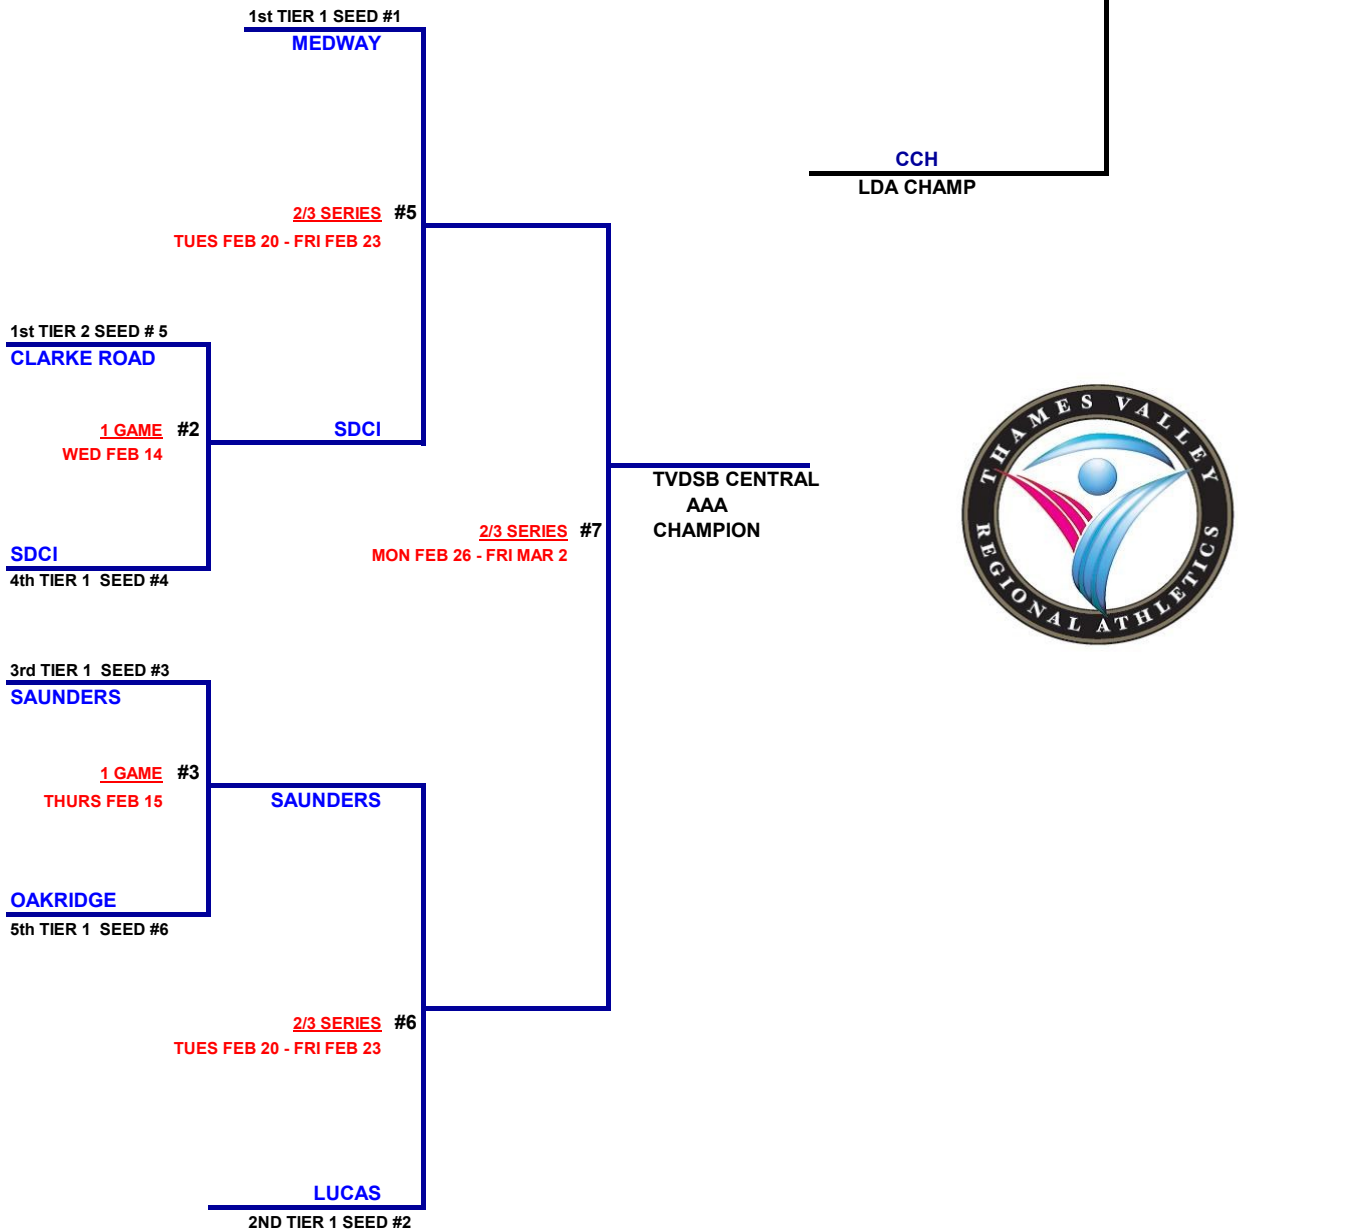 1st TIER 1 SEED #1
MEDWAY
CCH
LDA CHAMP
2/3 SERIES #5
TUES FEB 20 - FRI FEB 23
1st TIER 2 SEED # 5
CLARKE ROAD
1 GAME #2
SDCI
WED FEB 14
SDCI
4th TIER 1 SEED #4
TVDSB CENTRAL
AAA
CHAMPION
2/3 SERIES #7
MON FEB 26 - FRI MAR 2
THAMES VALLEY
REGIONAL ATHLETICS
3rd TIER 1 SEED #3
SAUNDERS
1 GAME #3
THURS FEB 15
SAUNDERS
OAKRIDGE
5th TIER 1 SEED #6
2/3 SERIES #6
TUES FEB 20 - FRI FEB 23
LUCAS
2ND TIER 1 SEED #2